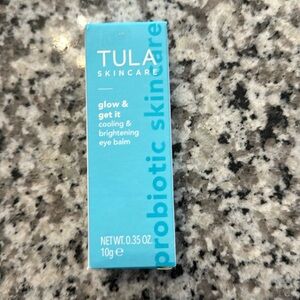 TULA
SKINCARE
glow &
get it
cooling &
brightening
eye balm
NET WT. 0.35 OZ.
10g ℮
probiotic skincare